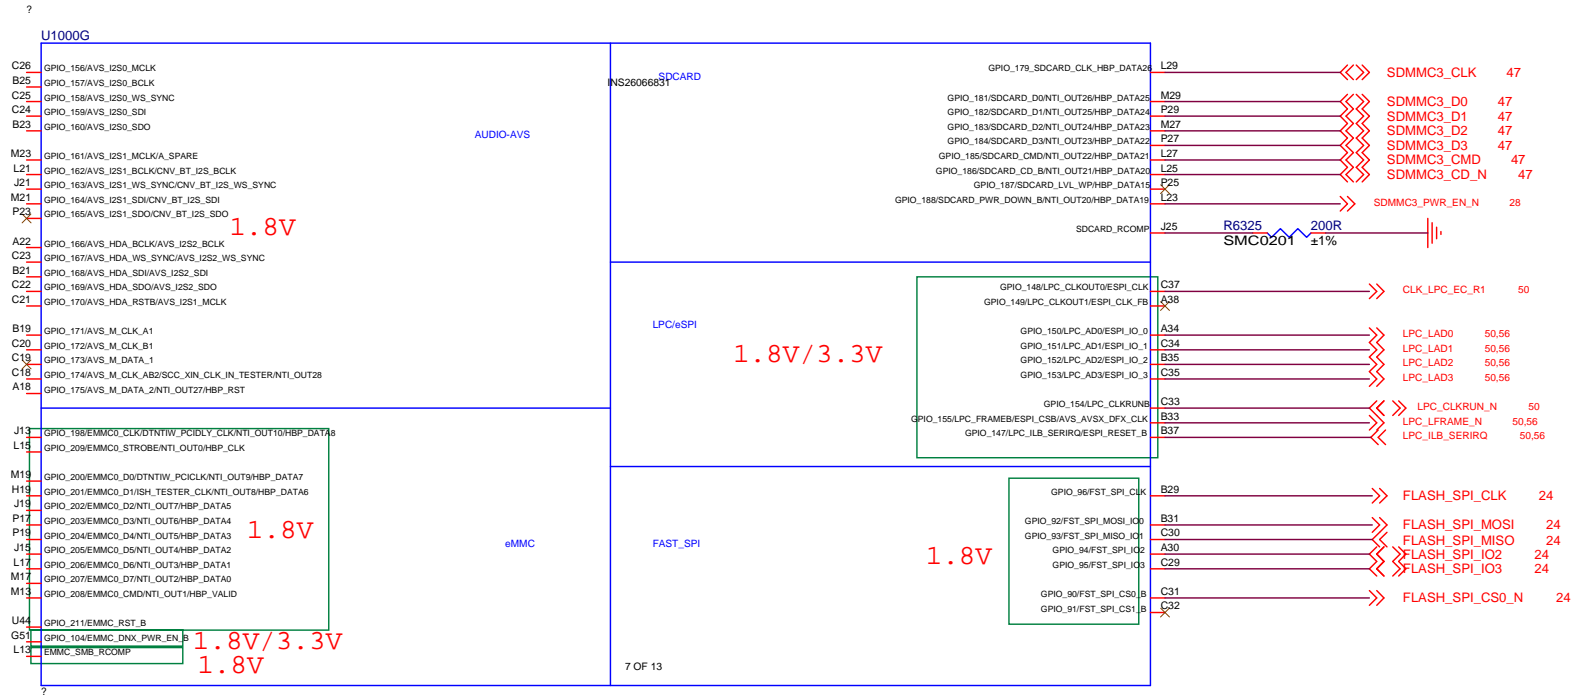 ?
U1000G
C26 GPIO_156/AVS_I2S0_MCLK
B25 GPIO_157/AVS_I2S0_BCLK
C25 GPIO_158/AVS_I2S0_WS_SYNC
C24 GPIO_159/AVS_I2S0_SDI
B23 GPIO_160/AVS_I2S0_SDO
M23 GPIO_161/AVS_I2S1_MCLK/A_SPARE
L21 GPIO_162/AVS_I2S1_BCLK/CNV_BT_I2S_BCLK
J21 GPIO_163/AVS_I2S1_WS_SYNC/CNV_BT_I2S_WS_SYNC
M21 GPIO_164/AVS_I2S1_SDI/CNV_BT_I2S_SDI
P23 GPIO_165/AVS_I2S1_SDO/CNV_BT_I2S_SDO
1.8V
A22 GPIO_166/AVS_HDA_BCLK/AVS_I2S2_BCLK
C23 GPIO_167/AVS_HDA_WS_SYNC/AVS_I2S2_WS_SYNC
B21 GPIO_168/AVS_HDA_SDI/AVS_I2S2_SDI
C22 GPIO_169/AVS_HDA_SDO/AVS_I2S2_SDO
C21 GPIO_170/AVS_HDA_RSTB/AVS_I2S1_MCLK
B19 GPIO_171/AVS_M_CLK_A1
C20 GPIO_172/AVS_M_CLK_B1
C19 GPIO_173/AVS_M_DATA_1
C18 GPIO_174/AVS_M_CLK_AB2/SCC_XIN_CLK_IN_TESTER/NTI_OUT28
A18 GPIO_175/AVS_M_DATA_2/NTI_OUT27/HBP_RST
AUDIO-AVS
J13 GPIO_198/EMMC0_CLK/DTNTIW_PCIDLY_CLK/NTI_OUT10/HBP_DATA8
L15 GPIO_209/EMMC0_STROBE/NTI_OUT0/HBP_CLK
M19 GPIO_200/EMMC0_D0/DTNTIW_PCICLK/NTI_OUT9/HBP_DATA7
H19 GPIO_201/EMMC0_D1/ISH_TESTER_CLK/NTI_OUT8/HBP_DATA6
J19 GPIO_202/EMMC0_D2/NTI_OUT7/HBP_DATA5
P17 GPIO_203/EMMC0_D3/NTI_OUT6/HBP_DATA4
P19 GPIO_204/EMMC0_D4/NTI_OUT5/HBP_DATA3
J15 GPIO_205/EMMC0_D5/NTI_OUT4/HBP_DATA2
L17 GPIO_206/EMMC0_D6/NTI_OUT3/HBP_DATA1
M17 GPIO_207/EMMC0_D7/NTI_OUT2/HBP_DATA0
M13 GPIO_208/EMMC0_CMD/NTI_OUT1/HBP_VALID
1.8V
eMMC
U44 GPIO_211/EMMC_RST_B
G51 GPIO_104/EMMC_DNX_PWR_EN_B 1.8V/3.3V
L13 EMMC_SMB_RCOMP 1.8V
?
INS26066831
SDCARD
GPIO_179_SDCARD_CLK_HBP_DATA26 L29 SDMMC3_CLK 47
GPIO_181/SDCARD_D0/NTI_OUT26/HBP_DATA25 M29 SDMMC3_D0 47
GPIO_182/SDCARD_D1/NTI_OUT25/HBP_DATA24 P29 SDMMC3_D1 47
GPIO_183/SDCARD_D2/NTI_OUT24/HBP_DATA23 M27 SDMMC3_D2 47
GPIO_184/SDCARD_D3/NTI_OUT23/HBP_DATA22 P27 SDMMC3_D3 47
GPIO_185/SDCARD_CMD/NTI_OUT22/HBP_DATA21 L27 SDMMC3_CMD 47
GPIO_186/SDCARD_CD_B/NTI_OUT21/HBP_DATA20 L25 SDMMC3_CD_N 47
GPIO_187/SDCARD_LVL_WP/HBP_DATA15 P25
GPIO_188/SDCARD_PWR_DOWN_B/NTI_OUT20/HBP_DATA19 L23 SDMMC3_PWR_EN_N 28
SDCARD_RCOMP J25 R6325 200R
SMC0201 ±1%
LPC/eSPI
1.8V/3.3V
GPIO_148/LPC_CLKOUT0/ESPI_CLK C37 CLK_LPC_EC_R1 50
GPIO_149/LPC_CLKOUT1/ESPI_CLK_FB A38
GPIO_150/LPC_AD0/ESPI_IO_0 A34 LPC_LAD0 50,56
GPIO_151/LPC_AD1/ESPI_IO_1 C34 LPC_LAD1 50,56
GPIO_152/LPC_AD2/ESPI_IO_2 B35 LPC_LAD2 50,56
GPIO_153/LPC_AD3/ESPI_IO_3 C35 LPC_LAD3 50,56
GPIO_154/LPC_CLKRUNB C33 LPC_CLKRUN_N 50
GPIO_155/LPC_FRAMEB/ESPI_CSB/AVS_AVSX_DFX_CLK B33 LPC_LFRAME_N 50,56
GPIO_147/LPC_ILB_SERIRQ/ESPI_RESET_B B37 LPC_ILB_SERIRQ 50,56
FAST_SPI
1.8V
GPIO_96/FST_SPI_CLK B29 FLASH_SPI_CLK 24
GPIO_92/FST_SPI_MOSI_IO0 B31 FLASH_SPI_MOSI 24
GPIO_93/FST_SPI_MISO_IO1 C30 FLASH_SPI_MISO 24
GPIO_94/FST_SPI_IO2 A30 FLASH_SPI_IO2 24
GPIO_95/FST_SPI_IO3 C29 FLASH_SPI_IO3 24
GPIO_90/FST_SPI_CS0_B C31 FLASH_SPI_CS0_N 24
GPIO_91/FST_SPI_CS1_B C32
7 OF 13